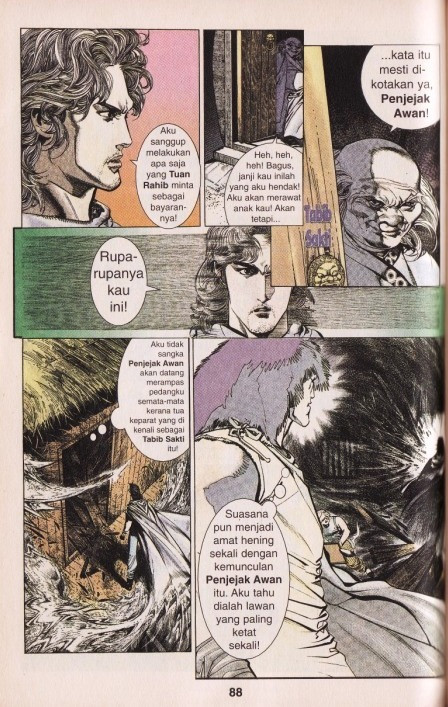 Aku
sanggup
melakukan
apa saja
yang Tuan
Rahib minta
sebagai
bayaran-
nya!
Heh, heh,
heh! Bagus,
janji kau inilah
yang aku hendak!
Aku akan merawat
anak kau! Akan
tetapi...
...kata itu
mesti di-
kotakan ya,
Penjejak
Awan!
Tabib
Sakti
Rupa-
rupanya
kau
ini!
Aku tidak
sangka
Penjejak Awan
akan datang
merampas
pedangku
semata-mata
kerana tua
keparat yang di
kenali sebagai
Tabib Sakti
itu!
Suasana
pun menjadi
amat hening
sekali dengan
kemunculan
Penjejak Awan
itu. Aku tahu
dialah lawan
yang paling
ketat
sekali!
88